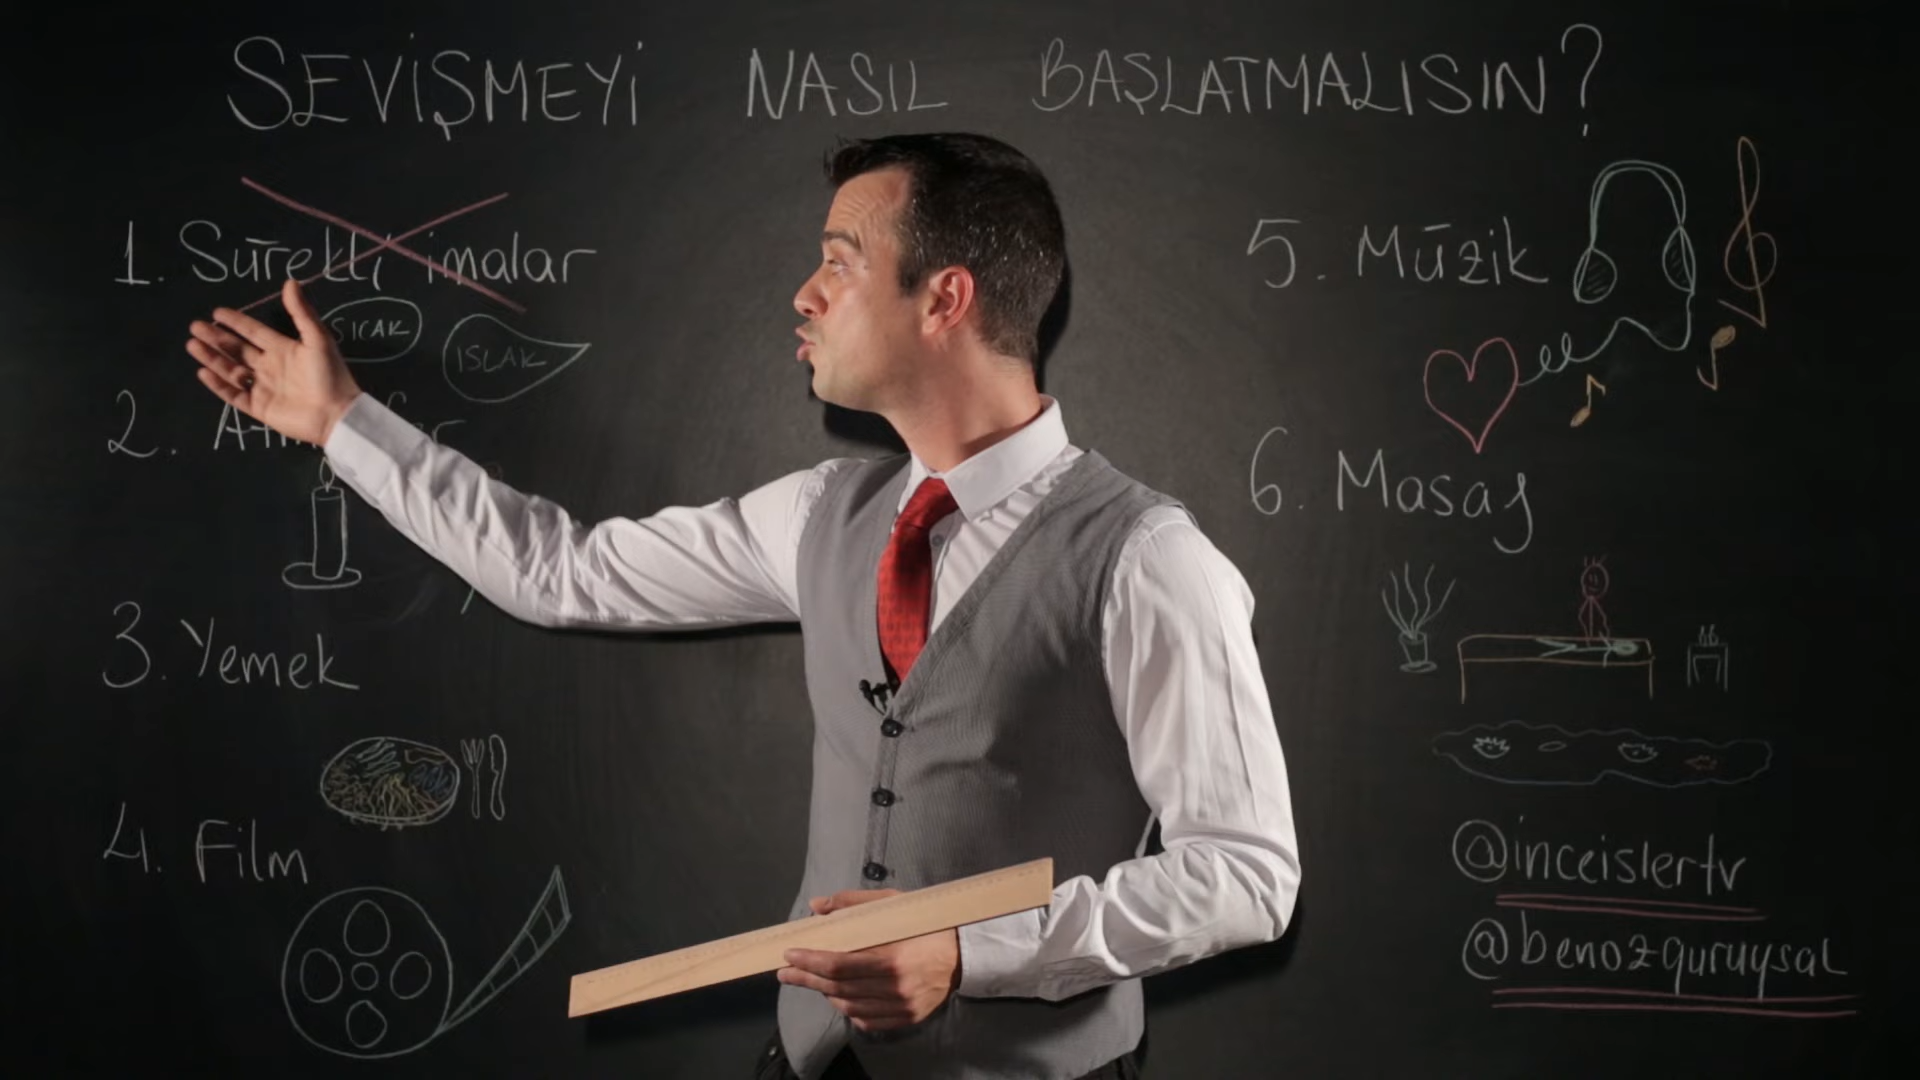 SEVİŞMEYİ NASIL BAŞLATMALISIN?
1. Sürekli imalar
SICAK
ISLAK
2.
3. Yemek
4. Film
5. Müzik
6. Masaj
@inceislertv
@benozguruysal